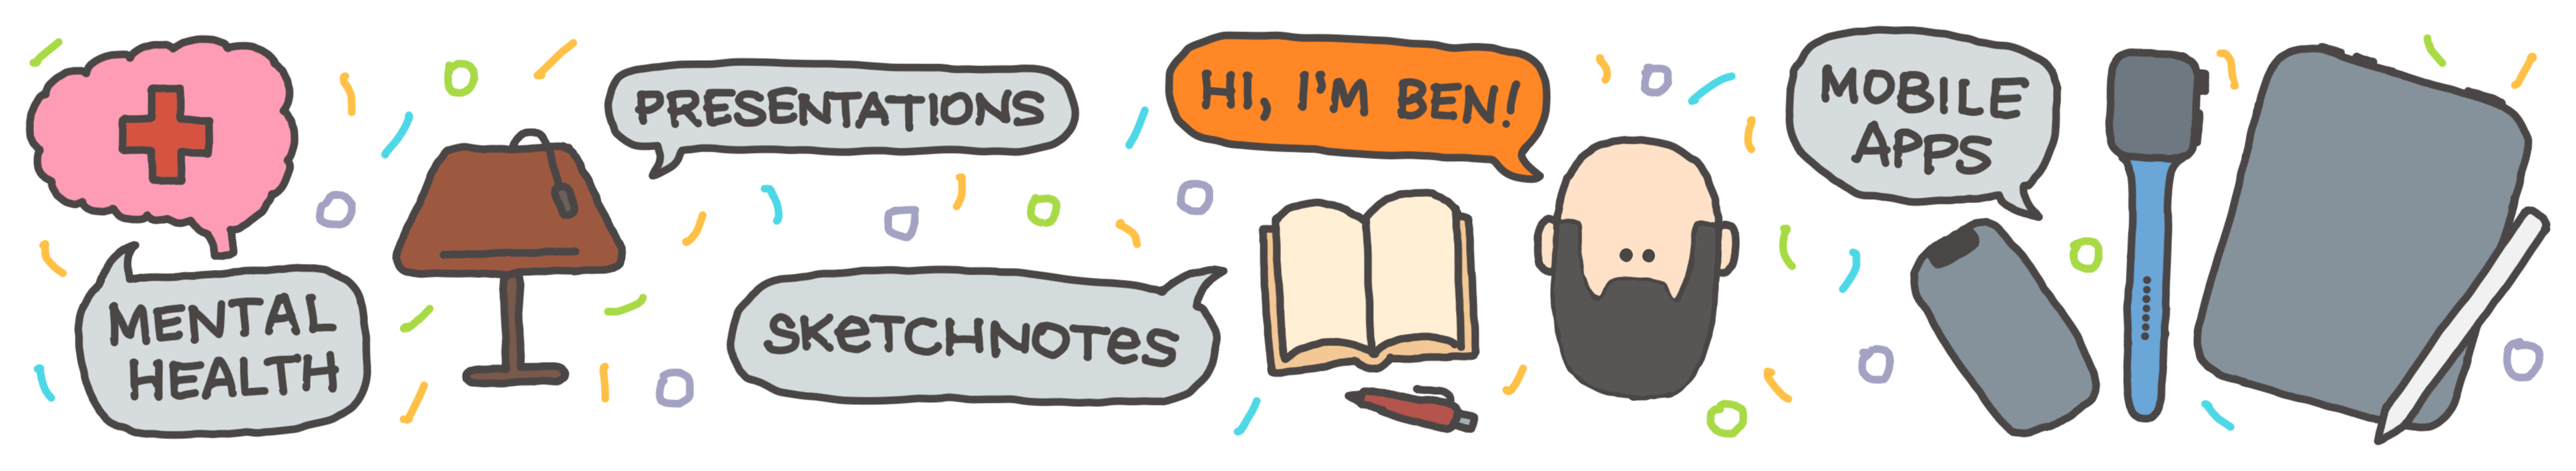 MENTAL
HEALTH
PRESENTATIONS
SKeTCHNOTes
HI, I'M BEN!
MOBILE
APPS